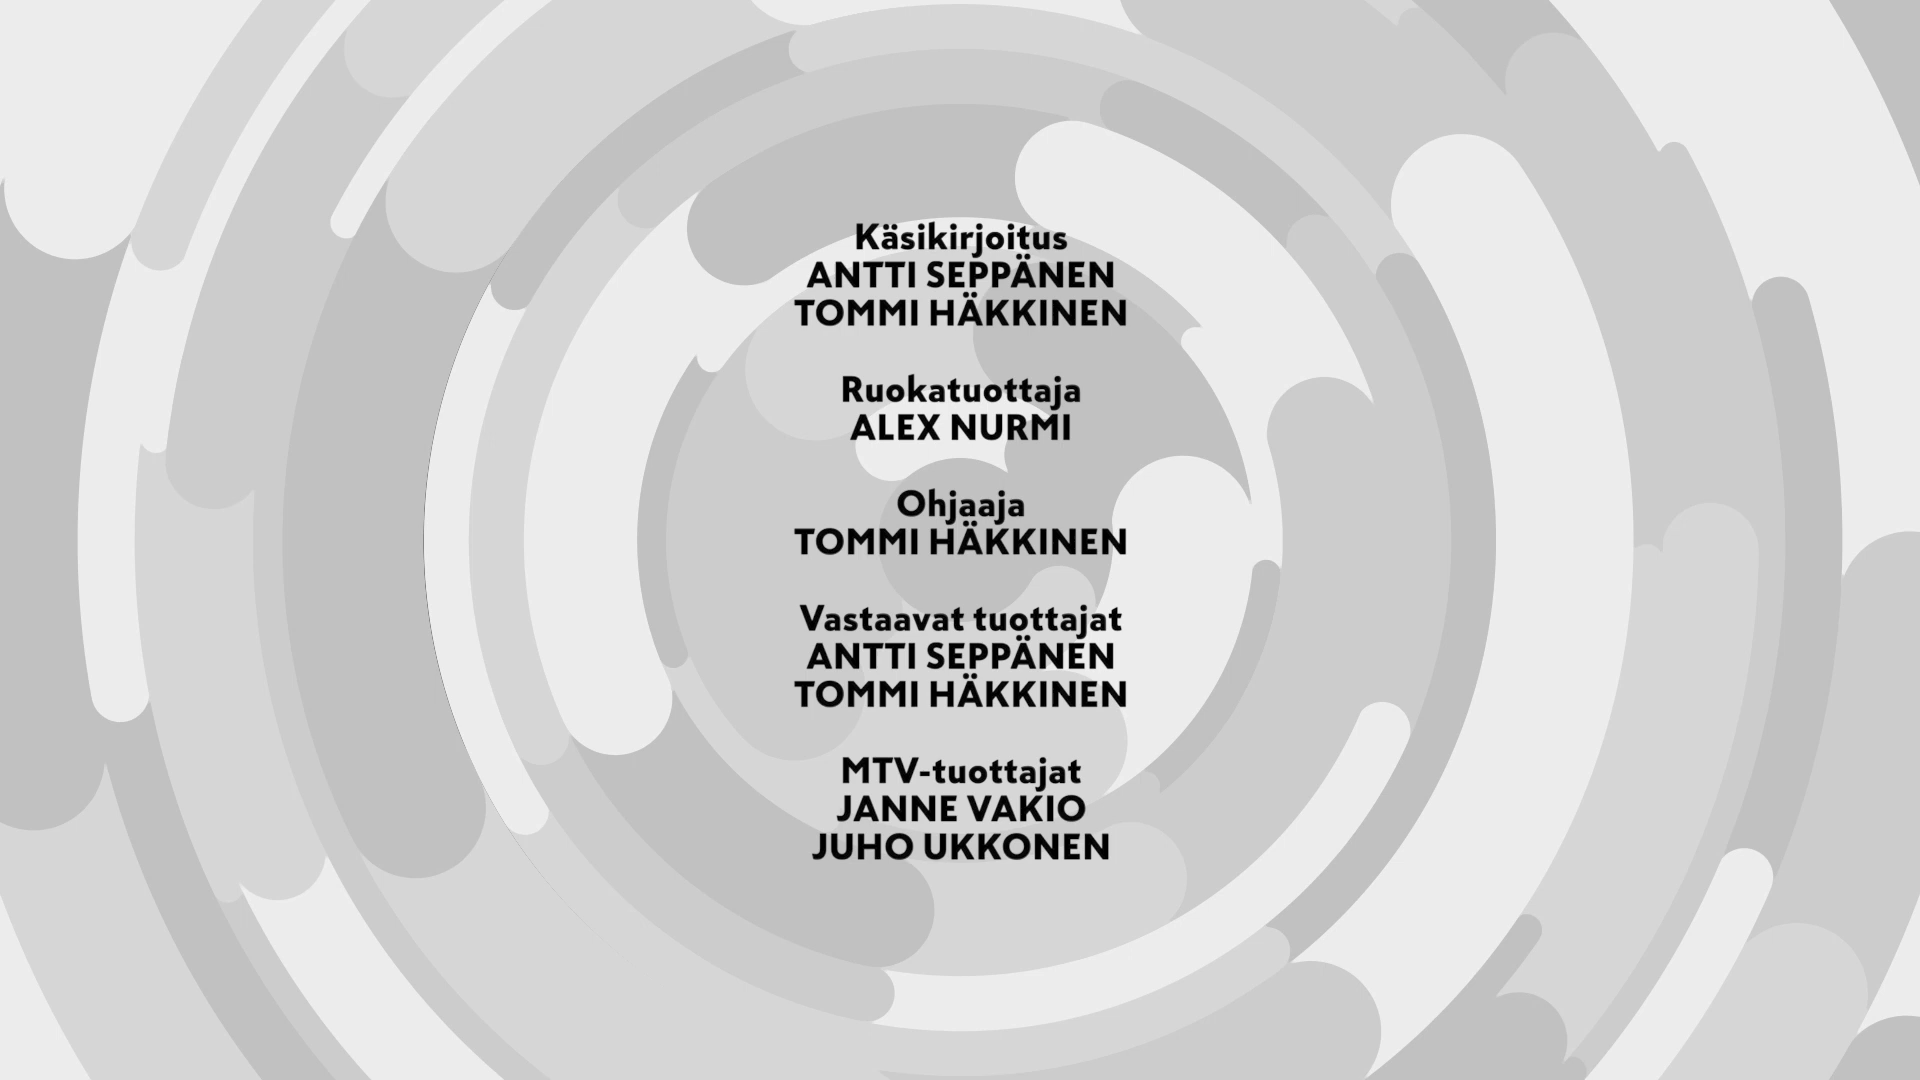 Käsikirjoitus
ANTTI SEPPÄNEN
TOMMI HÄKKINEN
Ruokatuottaja
ALEX NURMI
Ohjaaja
TOMMI HÄKKINEN
Vastaavat tuottajat
ANTTI SEPPÄNEN
TOMMI HÄKKINEN
MTV-tuottajat
JANNE VAKIO
JUHO UKKONEN